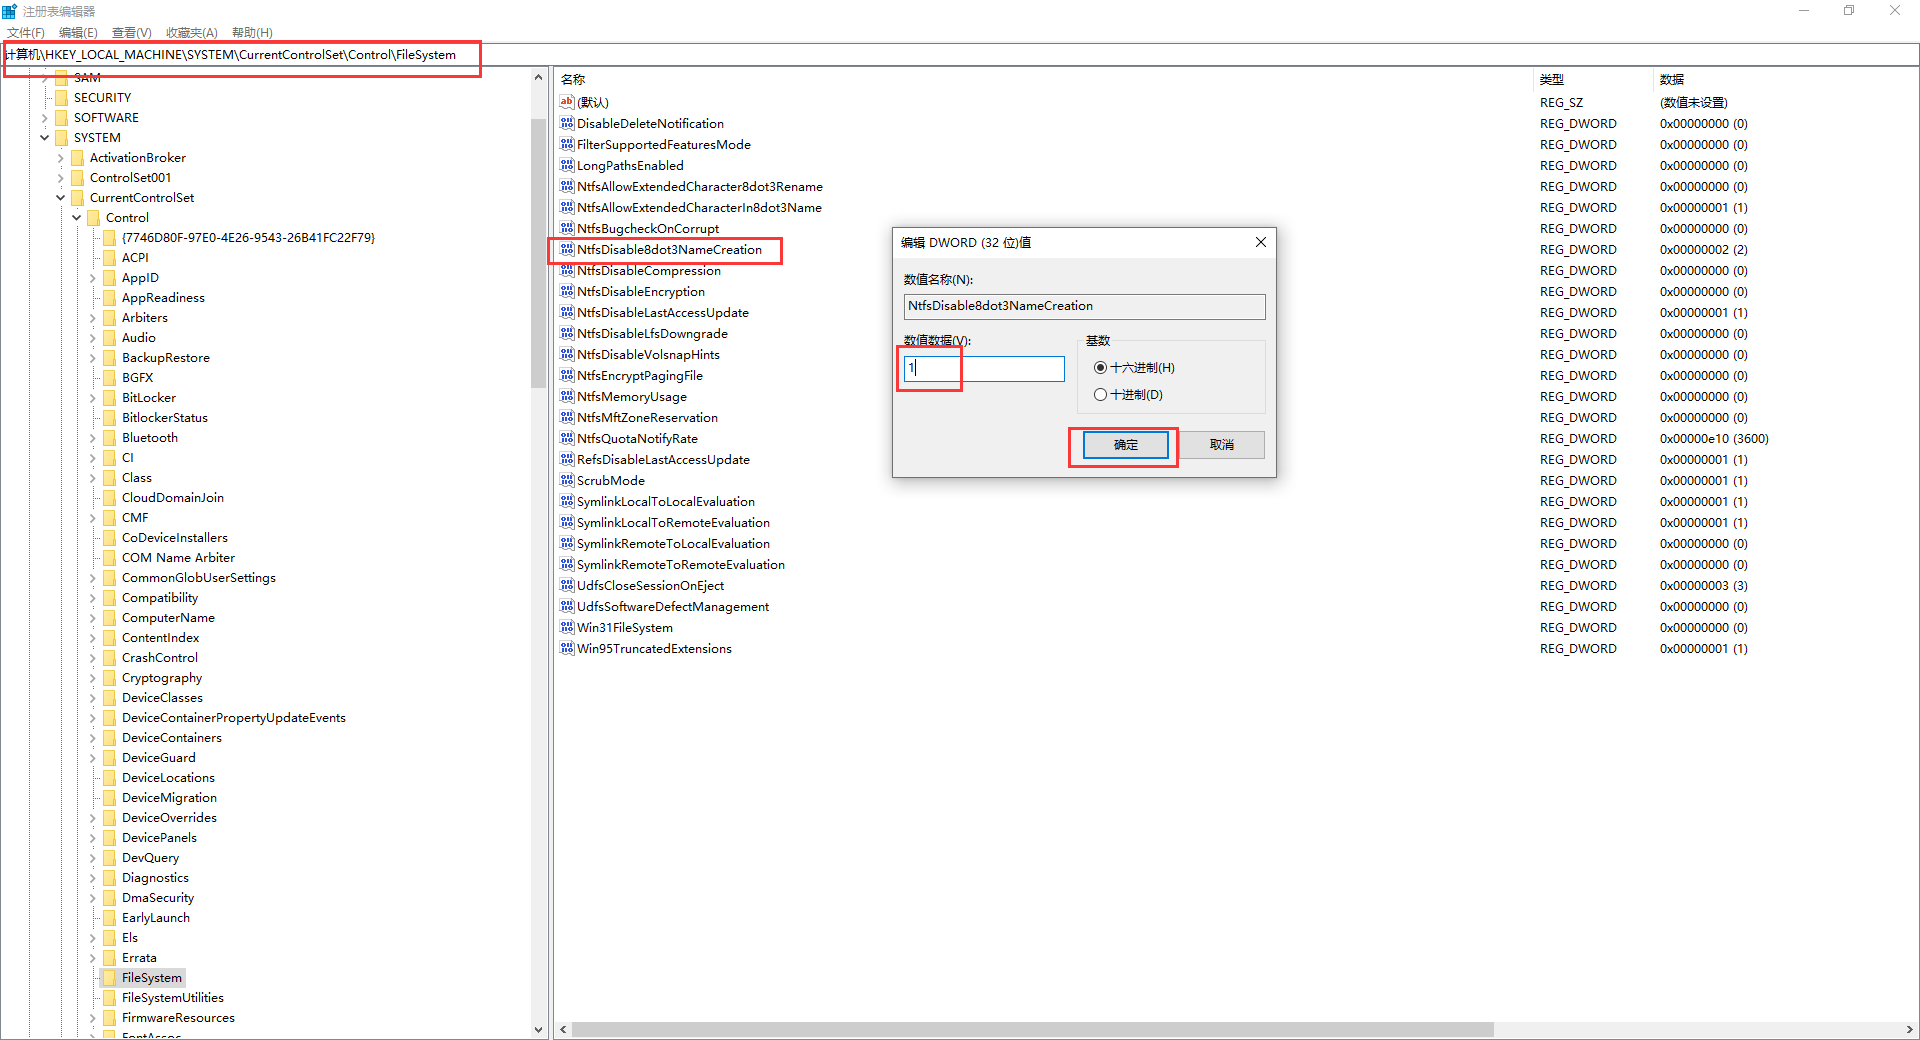 注册表编辑器
文件(F) 编辑(E) 查看(V) 收藏夹(A) 帮助(H)
计算机\HKEY_LOCAL_MACHINE\SYSTEM\CurrentControlSet\Control\FileSystem
SAM
SECURITY
SOFTWARE
SYSTEM
ActivationBroker
ControlSet001
CurrentControlSet
Control
{7746D80F-97E0-4E26-9543-26B41FC22F79}
ACPI
AppID
AppReadiness
Arbiters
Audio
BackupRestore
BGFX
BitLocker
BitlockerStatus
Bluetooth
CI
Class
CloudDomainJoin
CMF
CoDeviceInstallers
COM Name Arbiter
CommonGlobUserSettings
Compatibility
ComputerName
ContentIndex
CrashControl
Cryptography
DeviceClasses
DeviceContainerPropertyUpdateEvents
DeviceContainers
DeviceGuard
DeviceLocations
DeviceMigration
DeviceOverrides
DevicePanels
DevQuery
Diagnostics
DmaSecurity
EarlyLaunch
Els
Errata
FileSystem
FileSystemUtilities
FirmwareResources
FontAssoc
名称 类型 数据
(默认) REG_SZ (数值未设置)
DisableDeleteNotification REG_DWORD 0x00000000 (0)
FilterSupportedFeaturesMode REG_DWORD 0x00000000 (0)
LongPathsEnabled REG_DWORD 0x00000000 (0)
NtfsAllowExtendedCharacter8dot3Rename REG_DWORD 0x00000000 (0)
NtfsAllowExtendedCharacterIn8dot3Name REG_DWORD 0x00000001 (1)
NtfsBugcheckOnCorrupt REG_DWORD 0x00000000 (0)
NtfsDisable8dot3NameCreation REG_DWORD 0x00000002 (2)
NtfsDisableCompression REG_DWORD 0x00000000 (0)
NtfsDisableEncryption REG_DWORD 0x00000000 (0)
NtfsDisableLastAccessUpdate REG_DWORD 0x00000001 (1)
NtfsDisableLfsDowngrade REG_DWORD 0x00000000 (0)
NtfsDisableVolsnapHints REG_DWORD 0x00000000 (0)
NtfsEncryptPagingFile REG_DWORD 0x00000000 (0)
NtfsMemoryUsage REG_DWORD 0x00000000 (0)
NtfsMftZoneReservation REG_DWORD 0x00000000 (0)
NtfsQuotaNotifyRate REG_DWORD 0x00000e10 (3600)
RefsDisableLastAccessUpdate REG_DWORD 0x00000001 (1)
ScrubMode REG_DWORD 0x00000001 (1)
SymlinkLocalToLocalEvaluation REG_DWORD 0x00000001 (1)
SymlinkLocalToRemoteEvaluation REG_DWORD 0x00000001 (1)
SymlinkRemoteToLocalEvaluation REG_DWORD 0x00000000 (0)
SymlinkRemoteToRemoteEvaluation REG_DWORD 0x00000000 (0)
UdfsCloseSessionOnEject REG_DWORD 0x00000003 (3)
UdfsSoftwareDefectManagement REG_DWORD 0x00000000 (0)
Win31FileSystem REG_DWORD 0x00000000 (0)
Win95TruncatedExtensions REG_DWORD 0x00000001 (1)
编辑 DWORD (32 位)值
数值名称(N):
NtfsDisable8dot3NameCreation
数值数据(V): 基数
1 十六进制(H)
十进制(D)
确定 取消